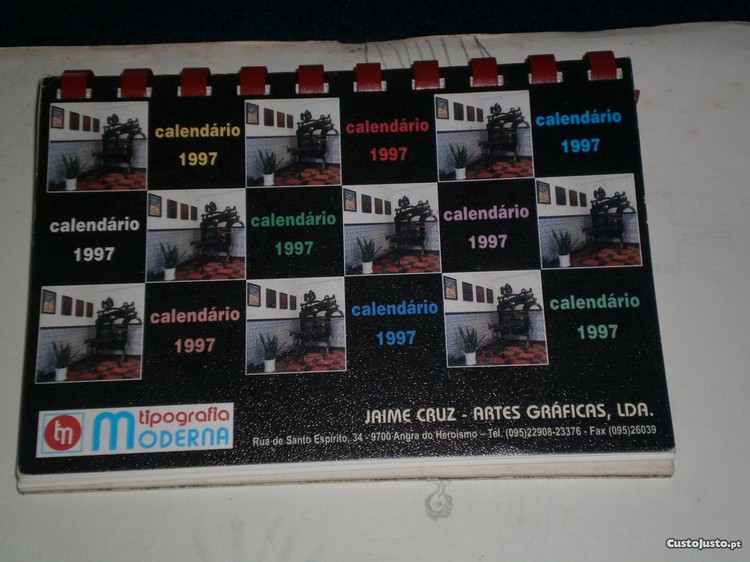 calendário
1997
calendário
1997
calendário
1997
calendário
1997
calendário
1997
calendário
1997
calendário
1997
calendário
1997
calendário
1997
tm
tipografia
MODERNA
JAIME CRUZ - ARTES GRÁFICAS, LDA.
Rua de Santo Espírito, 34 - 9700 Angra do Heroísmo – Tel. (095)22908-23376 - Fax (095)26039
CustoJusto.pt